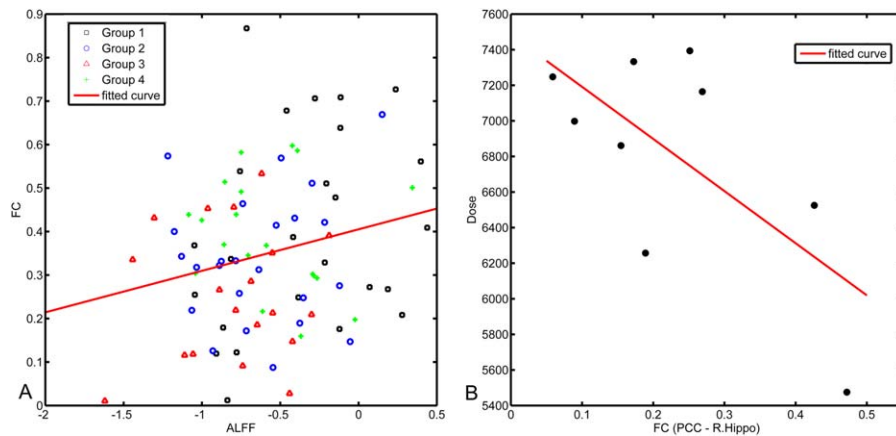 0.9
0.8
0.7
0.6
0.5
0.4
0.3
0.2
0.1
0
FC
Group 1
Group 2
Group 3
Group 4
fitted curve
A
-2
-1.5
-1
-0.5
0
0.5
ALFF
7600
7400
7200
7000
6800
6600
6400
6200
6000
5800
5600
5400
Dose
fitted curve
B
0
0.1
0.2
0.3
0.4
0.5
FC (PCC - R.Hippo)